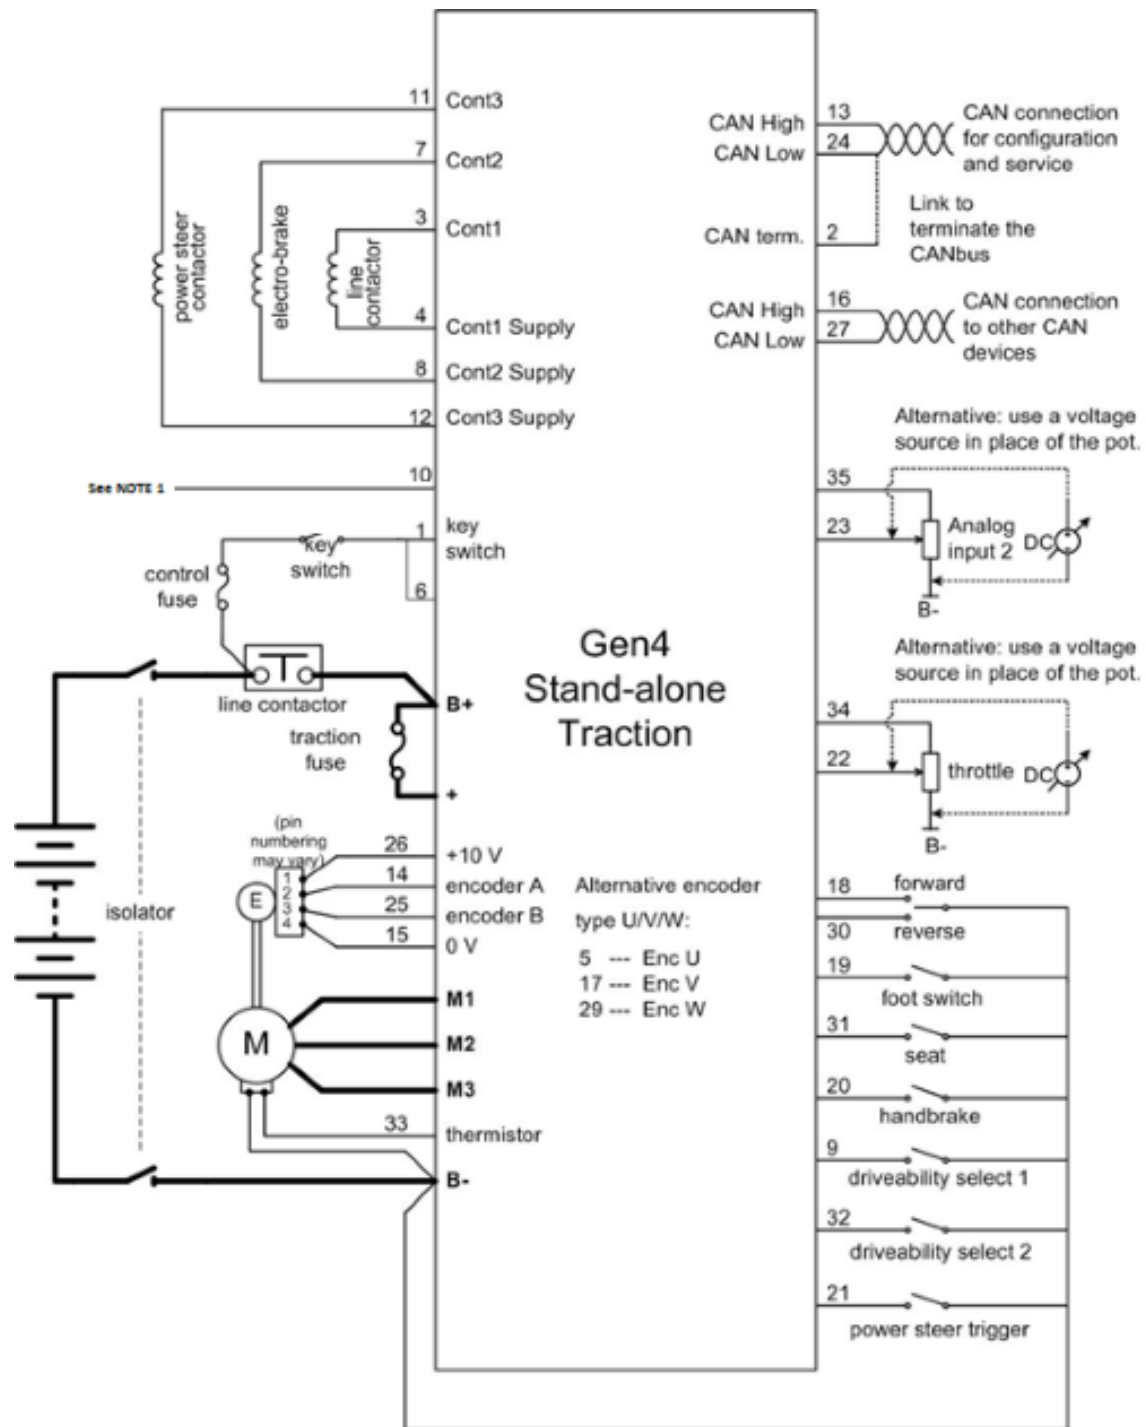 11 Cont3
7 Cont2
3 Cont1
power steer
contactor
electro-brake
line
contactor
4 Cont1 Supply
8 Cont2 Supply
12 Cont3 Supply
See NOTE 1
10
1 key
switch
key
switch
6
control
fuse
line contactor
B+
traction
fuse
+
(pin
numbering
may vary)
26 +10 V
14 encoder A
25 encoder B
15 0 V
E
1
2
3
4
isolator
M1
M2
M3
M
33 thermistor
B-
Gen4
Stand-alone
Traction
Alternative encoder
type U/V/W:
5 --- Enc U
17 --- Enc V
29 --- Enc W
CAN High 13
CAN Low 24
CAN connection
for configuration
and service
CAN term. 2
Link to
terminate the
CANbus
CAN High 16
CAN Low 27
CAN connection
to other CAN
devices
Alternative: use a voltage
source in place of the pot.
35
23
Analog
input 2
DC
B-
Alternative: use a voltage
source in place of the pot.
34
22
throttle
DC
B-
18 forward
30 reverse
19
foot switch
31
seat
20
handbrake
9
driveability select 1
32
driveability select 2
21
power steer trigger